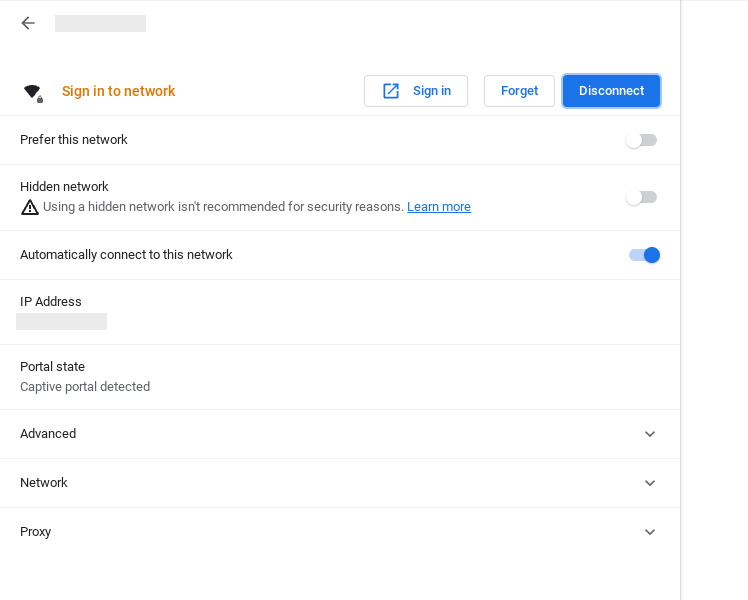 Sign in to network
Sign in
Forget
Disconnect
Prefer this network
Hidden network
Using a hidden network isn't recommended for security reasons. Learn more
Automatically connect to this network
IP Address
Portal state
Captive portal detected
Advanced
Network
Proxy